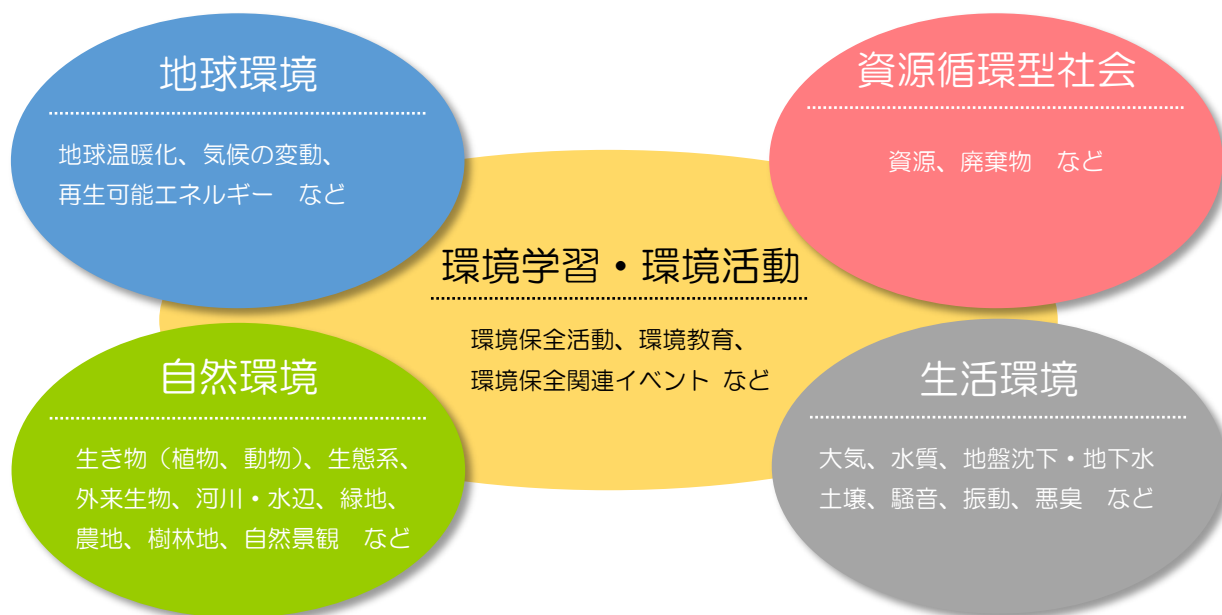 地球環境
地球温暖化、気候の変動、
再生可能エネルギー　など
資源循環型社会
資源、廃棄物　など
環境学習・環境活動
環境保全活動、環境教育、
環境保全関連イベント など
自然環境
生き物（植物、動物）、生態系、
外来生物、河川・水辺、緑地、
農地、樹林地、自然景観　など
生活環境
大気、水質、地盤沈下・地下水
土壌、騒音、振動、悪臭　など